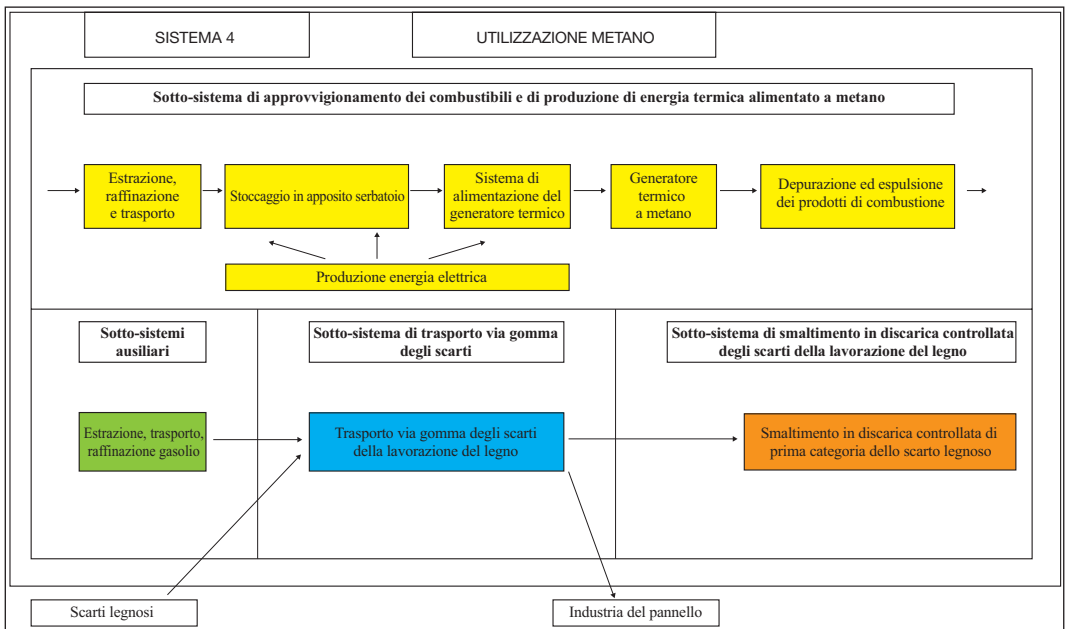 SISTEMA 4
UTILIZZAZIONE METANO
Sotto-sistema di approvvigionamento dei combustibili e di produzione di energia termica alimentato a metano
Estrazione,
raffinazione
e trasporto
Stoccaggio in apposito serbatoio
Sistema di
alimentazione del
generatore termico
Generatore
termico
a metano
Depurazione ed espulsione
dei prodotti di combustione
Produzione energia elettrica
Sotto-sistemi
ausiliari
Sotto-sistema di trasporto via gomma
degli scarti
Sotto-sistema di smaltimento in discarica controllata
degli scarti della lavorazione del legno
Estrazione, trasporto,
raffinazione gasolio
Trasporto via gomma degli scarti
della lavorazione del legno
Smaltimento in discarica controllata di
prima categoria dello scarto legnoso
Scarti legnosi
Industria del pannello